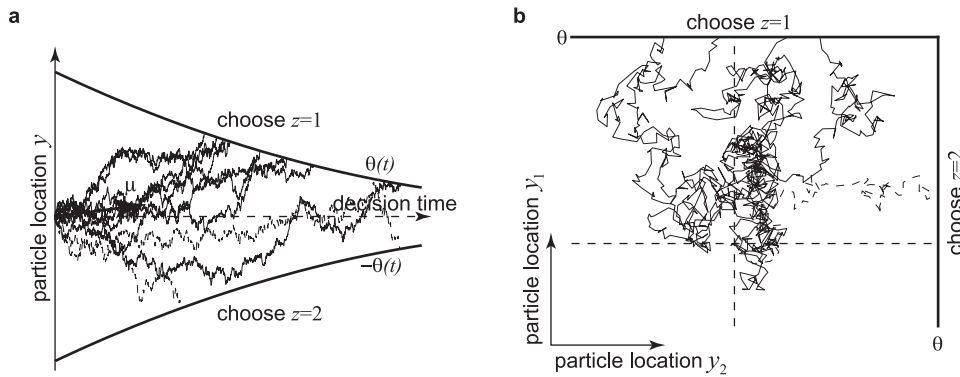 a
particle location y
choose z=1
θ(t)
μ
decision time
−θ(t)
choose z=2
b
choose z=1
θ
particle location y₁
particle location y₂
choose z=2
θ